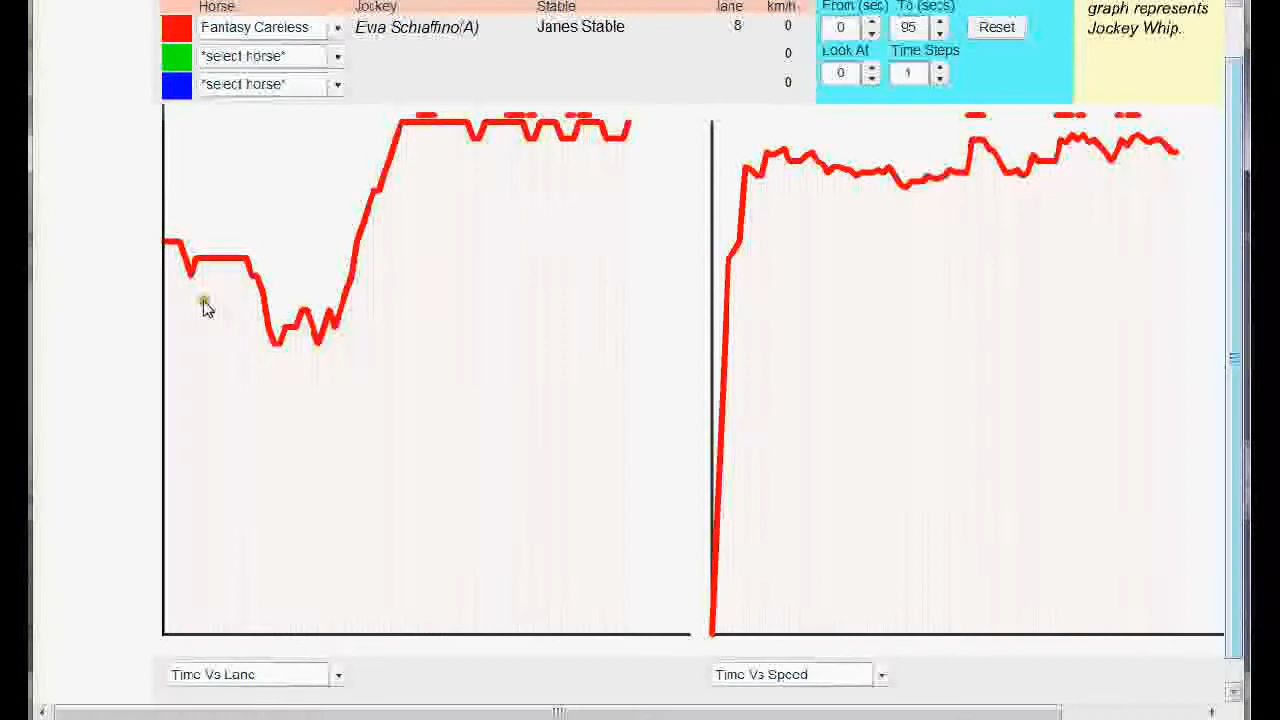 Horse Jockey Stable lane km/h From (sec) To (secs) graph represents
Fantasy Careless Evia Schiaffino(A) Janes Stable 8 0 0 95 Reset Jockey Whip.
*select horse* 0 Look At Time Steps
*select horse* 0 0 1
Time Vs Lane Time Vs Speed